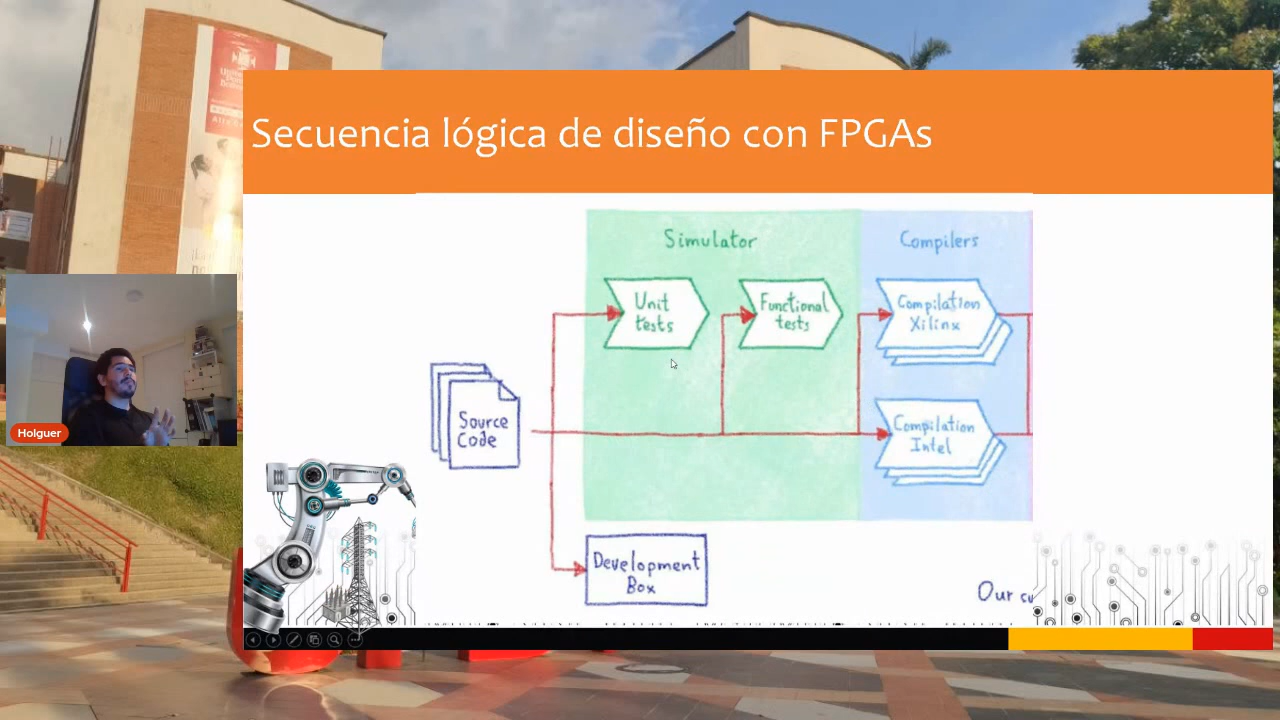 Secuencia lógica de diseño con FPGAs
Simulator
Compilers
Unit
tests
Functional
tests
Compilation
Xilinx
Source
Code
Compilation
Intel
Development
Box
Our
Holguer